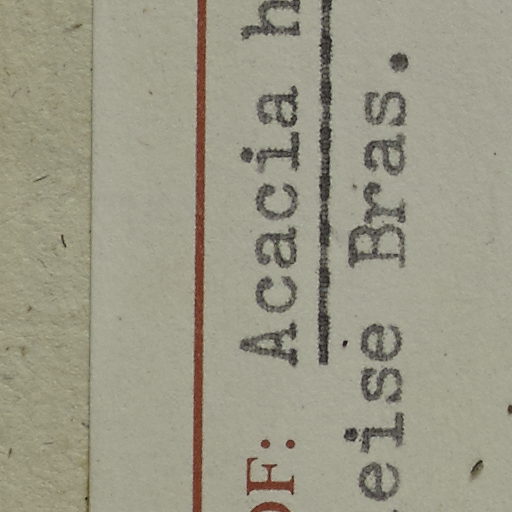 OF: Acacia h
eise Bras.